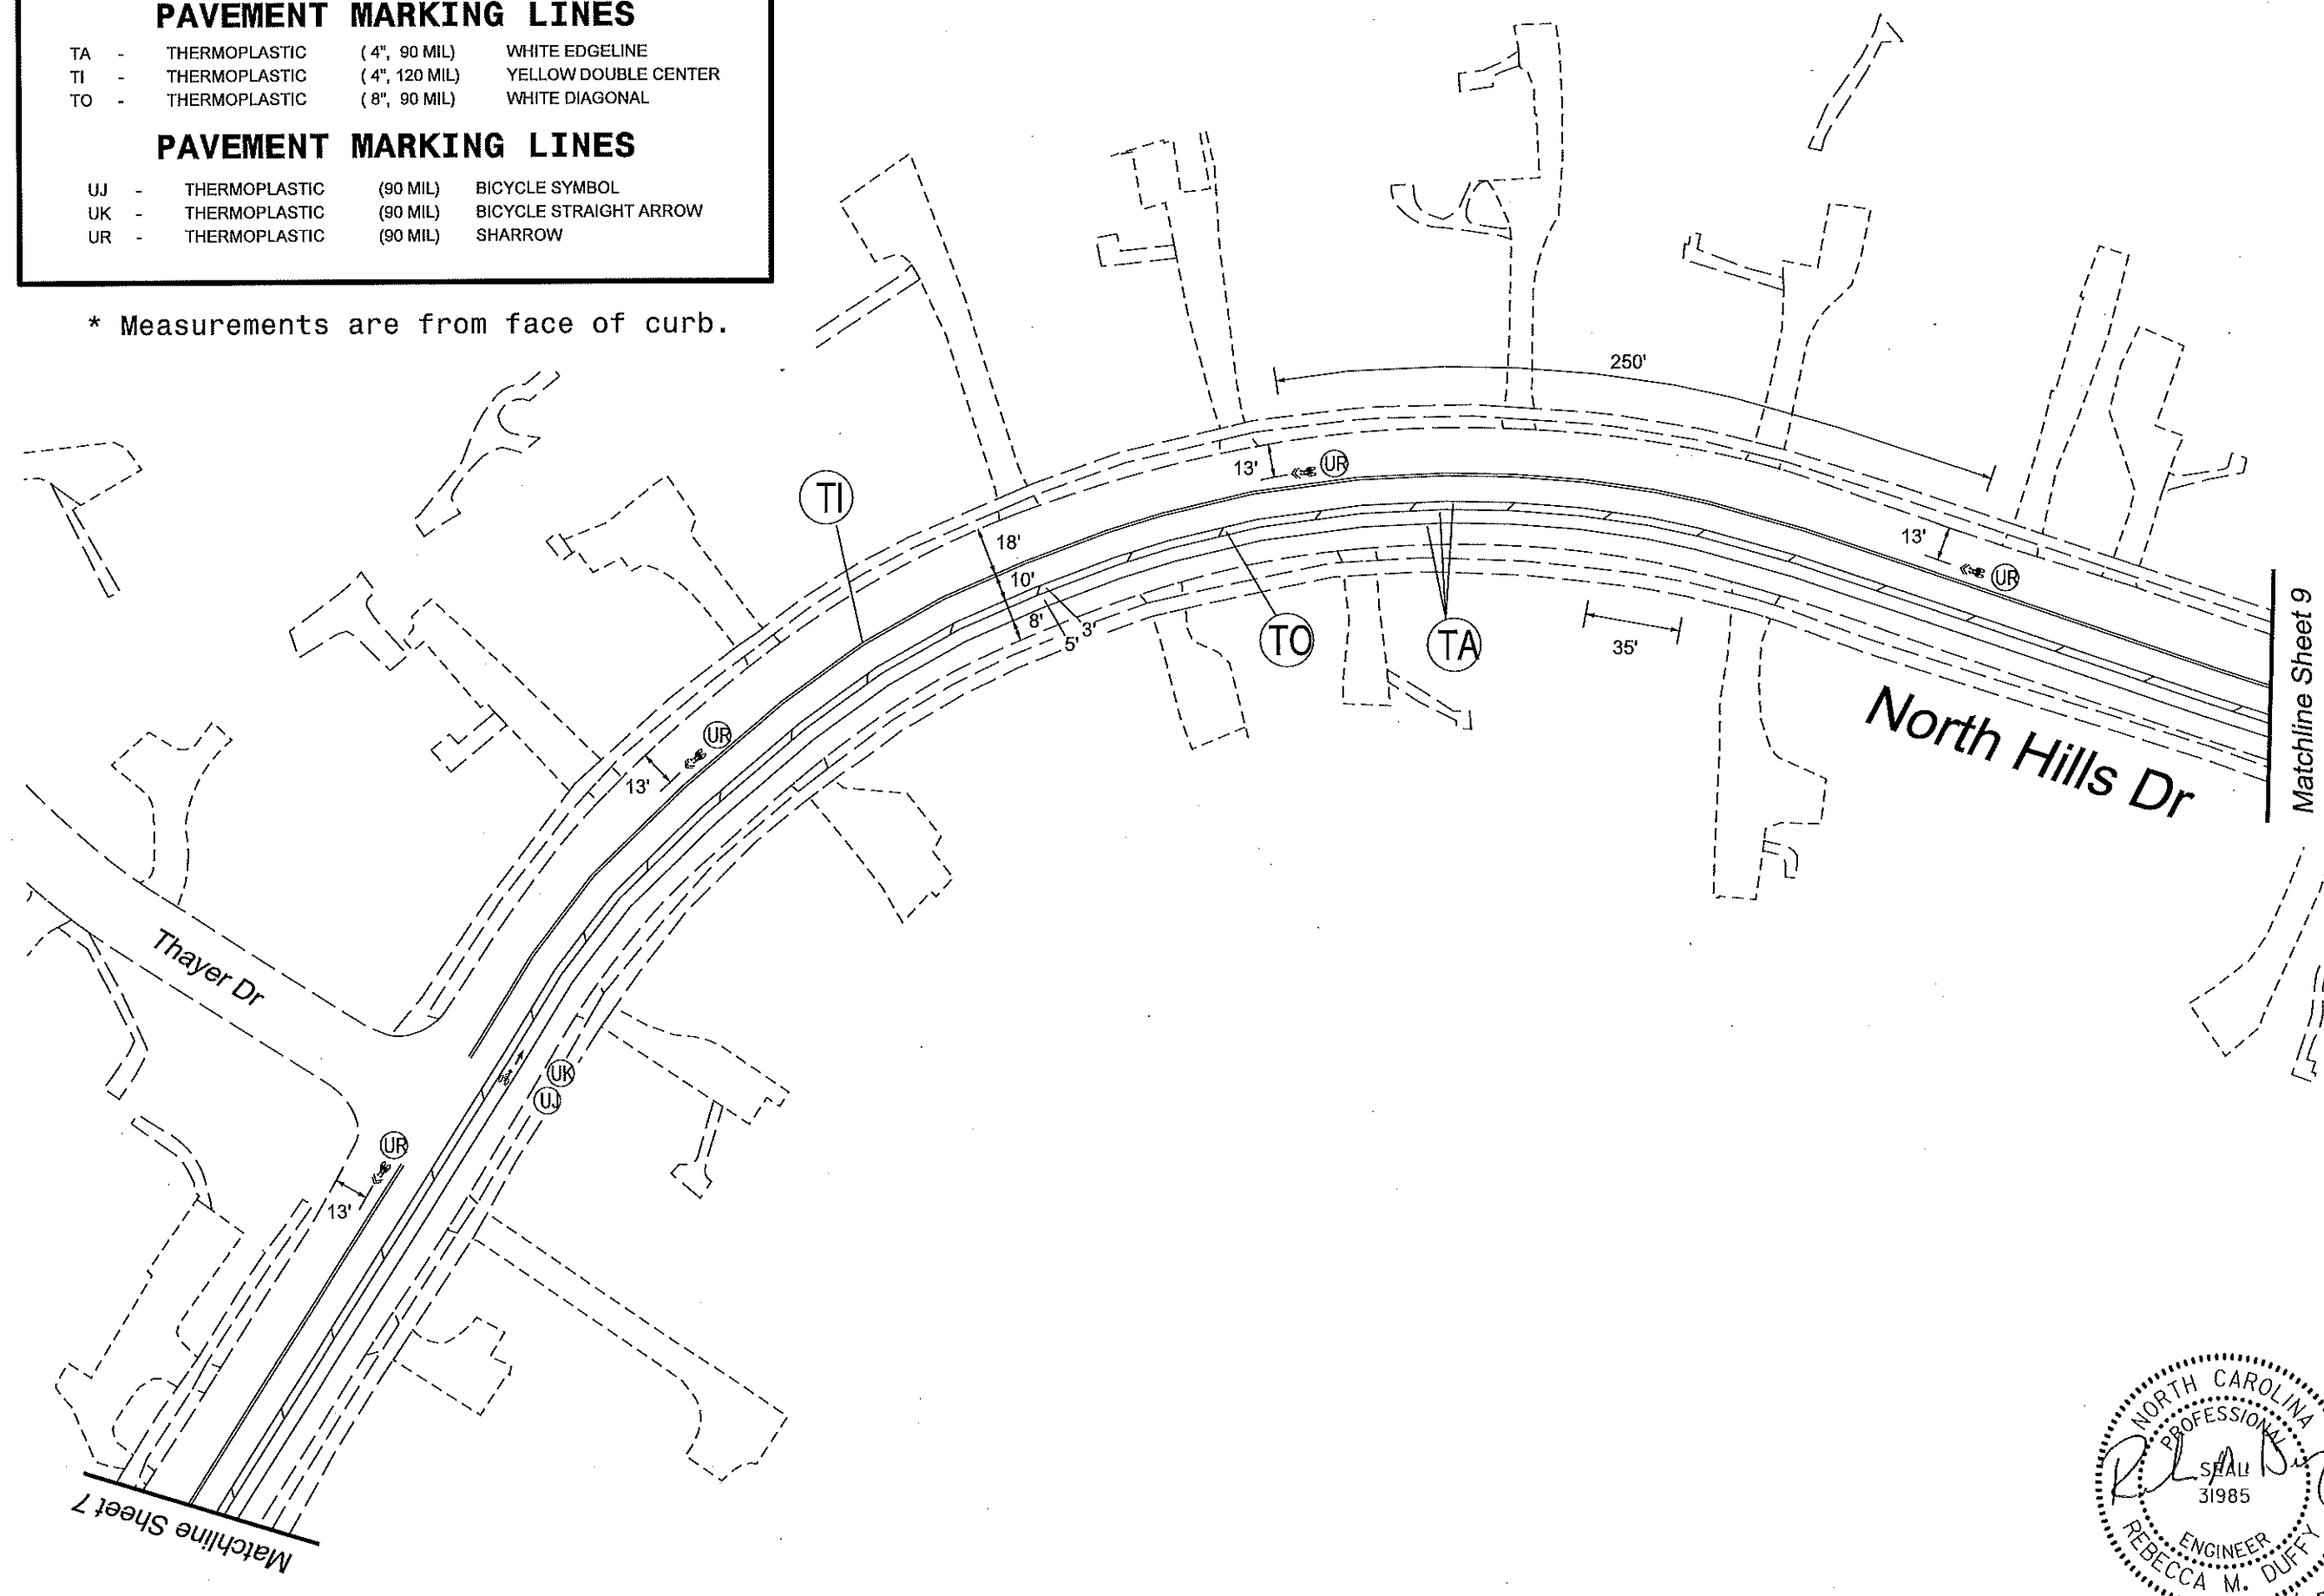 PAVEMENT MARKING LINES
TA - THERMOPLASTIC ( 4", 90 MIL) WHITE EDGELINE
TI - THERMOPLASTIC ( 4", 120 MIL) YELLOW DOUBLE CENTER
TO - THERMOPLASTIC ( 8", 90 MIL) WHITE DIAGONAL
PAVEMENT MARKING LINES
UJ - THERMOPLASTIC (90 MIL) BICYCLE SYMBOL
UK - THERMOPLASTIC (90 MIL) BICYCLE STRAIGHT ARROW
UR - THERMOPLASTIC (90 MIL) SHARROW
* Measurements are from face of curb.
250'
13' UR
TI
18'
10'
8'
3'
5'
TO
TA
35'
13'
UR
North Hills Dr
Matchline Sheet 9
UR
13'
Thayer Dr
UK
UJ
UR
13'
Matchline Sheet 7
NORTH CAROLINA
PROFESSIONAL
SEAL
31985
ENGINEER
REBECCA M. DUFFY